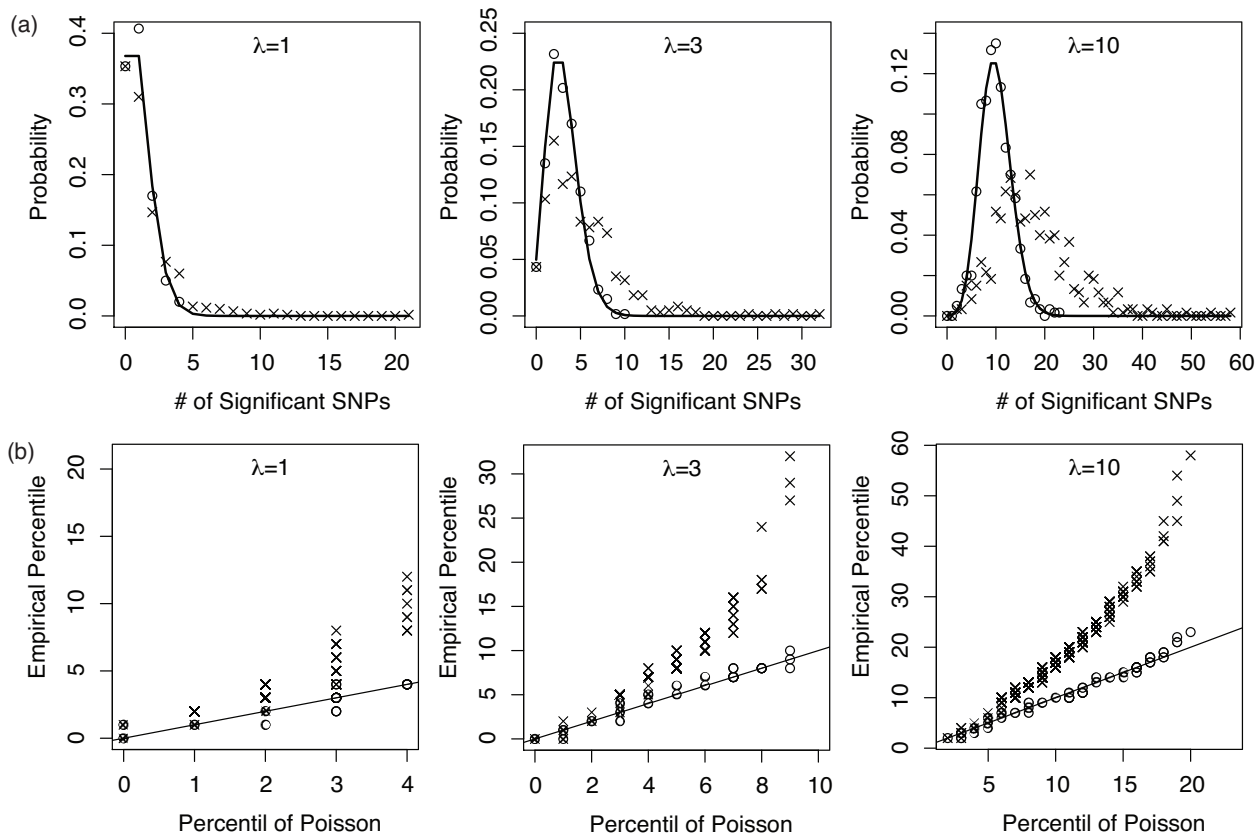 (a)
λ=1
Probability
0.0 0.1 0.2 0.3 0.4
0 5 10 15 20
# of Significant SNPs
λ=3
Probability
0.00 0.05 0.10 0.15 0.20 0.25
0 5 10 15 20 25 30
# of Significant SNPs
λ=10
Probability
0.00 0.04 0.08 0.12
0 10 20 30 40 50 60
# of Significant SNPs
(b)
λ=1
Empirical Percentile
0 5 10 15 20
0 1 2 3 4
Percentil of Poisson
λ=3
Empirical Percentile
0 5 10 15 20 25 30
0 2 4 6 8 10
Percentil of Poisson
λ=10
Empirical Percentile
0 10 20 30 40 50 60
5 10 15 20
Percentil of Poisson